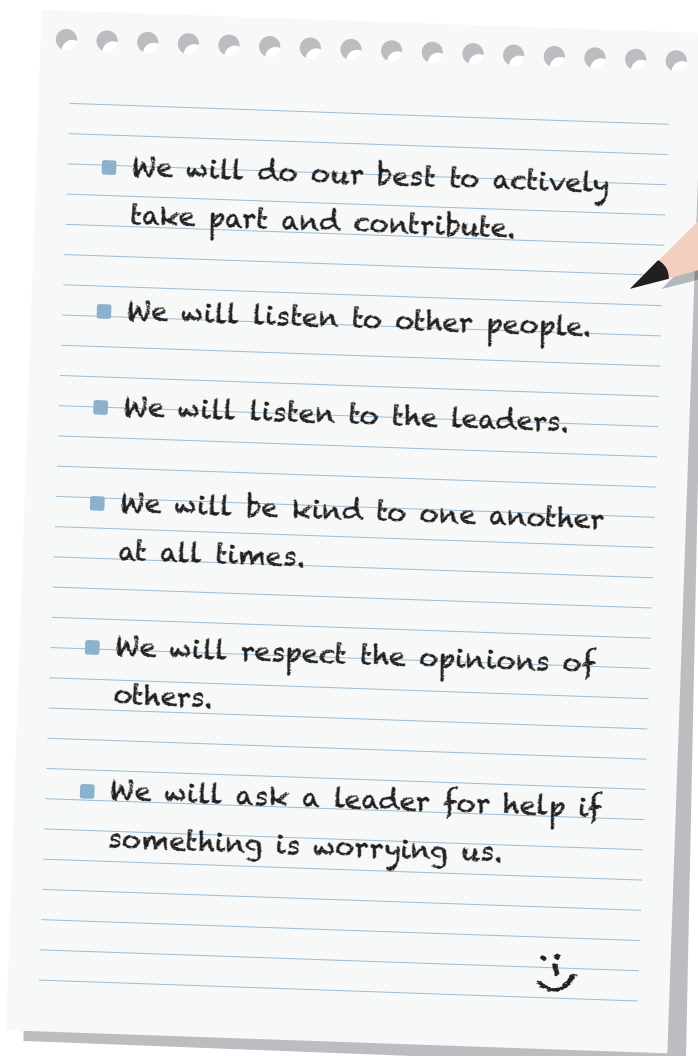 We will do our best to actively
take part and contribute.
We will listen to other people.
We will listen to the leaders.
We will be kind to one another
at all times.
We will respect the opinions of
others.
We will ask a leader for help if
something is worrying us.